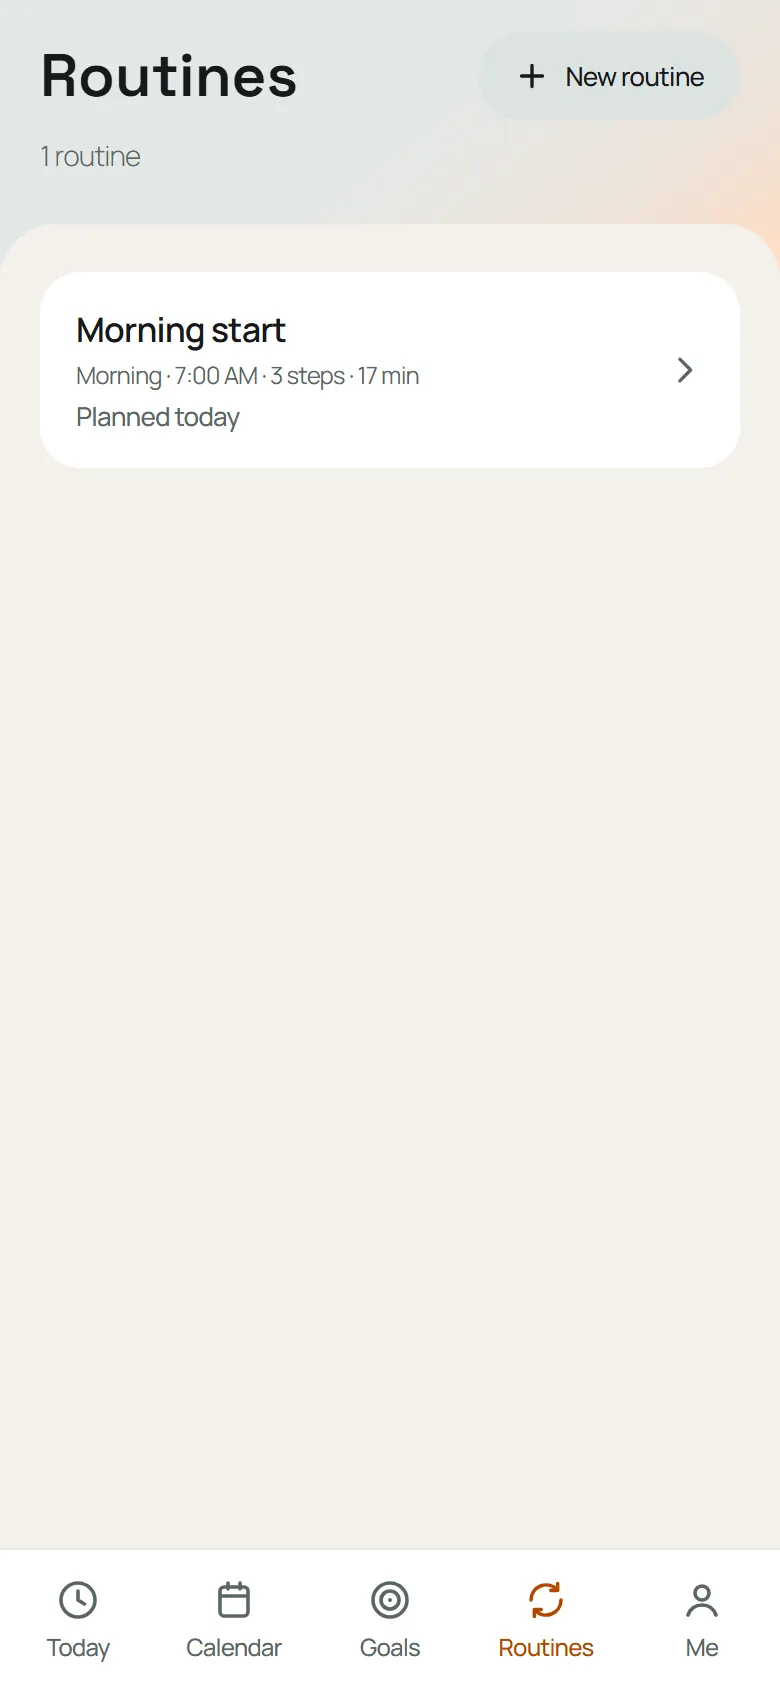 Routines
New routine
1 routine
Morning start
Morning · 7:00 AM · 3 steps · 17 min
Planned today
Today
Calendar
Goals
Routines
Me